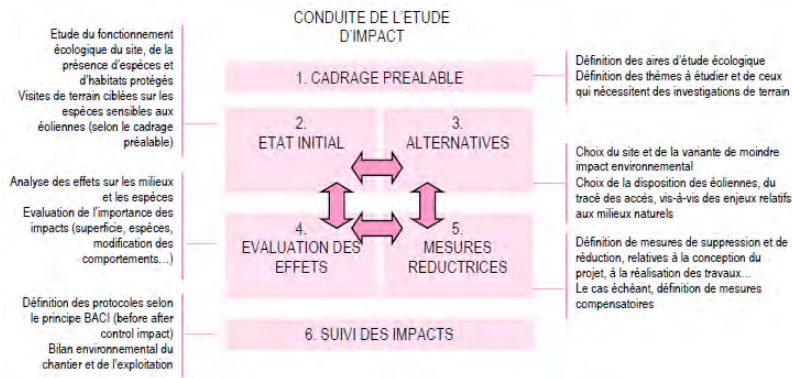 CONDUITE DE L'ETUDE
D'IMPACT
Etude du fonctionnement
écologique du site, de la
présence d'espèces et
d'habitats protégés
Visites de terrain ciblées sur les
espèces sensibles aux
éoliennes (selon le cadrage
préalable)
1. CADRAGE PREALABLE
Définition des aires d'étude écologique
Définition des thèmes à étudier et de ceux
qui nécessitent des investigations de terrain
2.
ETAT INITIAL
3.
ALTERNATIVES
Choix du site et de la variante de moindre
impact environnemental
Choix de la disposition des éoliennes, du
tracé des accès, vis-à-vis des enjeux relatifs
aux milieux naturels
Analyse des effets sur les milieux
et les espèces
Evaluation de l'importance des
impacts (superficie, espèces,
modification des
comportements…)
4.
EVALUATION DES
EFFETS
5.
MESURES
REDUCTRICES
Définition de mesures de suppression et de
réduction, relatives à la conception du
projet, à la réalisation des travaux…
Le cas échéant, définition de mesures
compensatoires
Définition des protocoles selon
le principe BACI (before after
control impact)
Bilan environnemental du
chantier et de l'exploitation
6. SUIVI DES IMPACTS